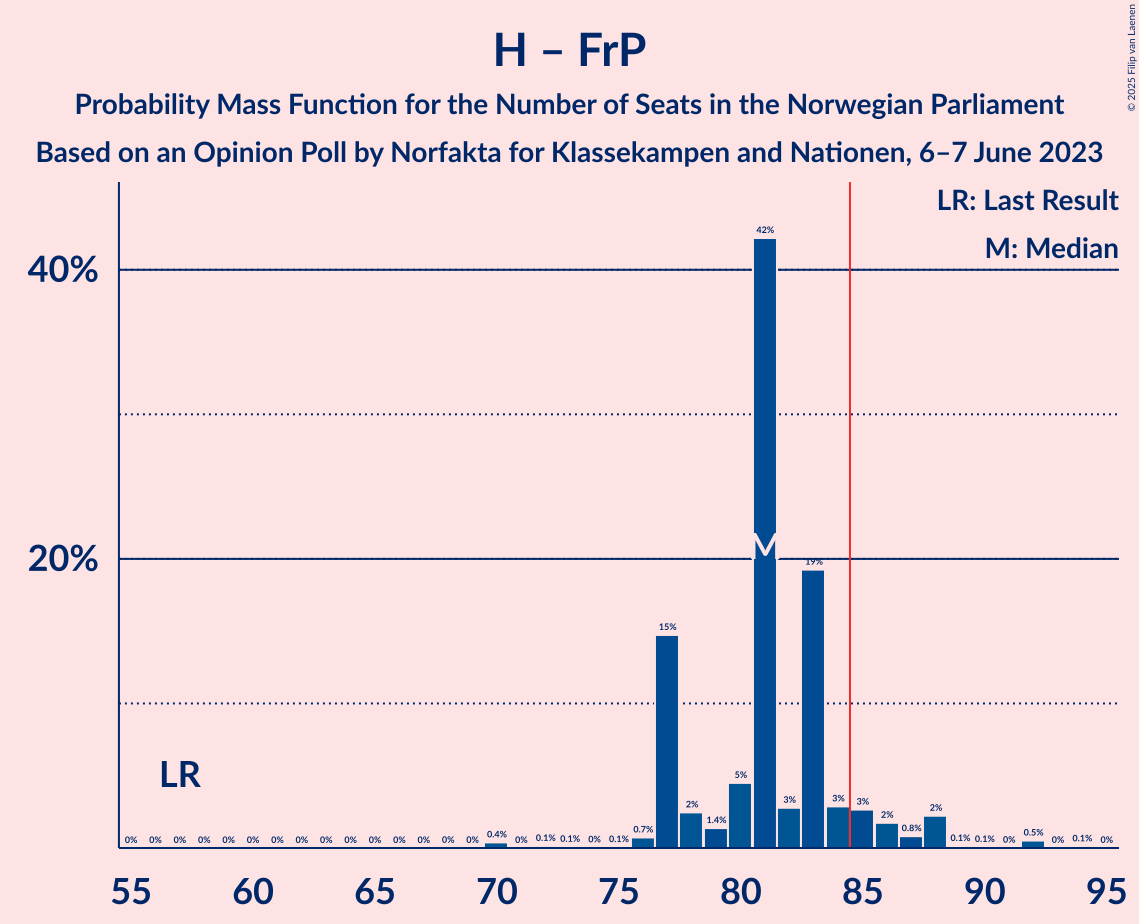 © 2025 Filip van Laenen
H – FrP
Probability Mass Function for the Number of Seats in the Norwegian Parliament
Based on an Opinion Poll by Norfakta for Klassekampen and Nationen, 6–7 June 2023
LR: Last Result
M: Median
40%
20%
42%
M
19%
15%
LR
0% 0% 0% 0% 0% 0% 0% 0% 0% 0% 0% 0% 0% 0% 0% 0.4% 0% 0.1% 0.1% 0% 0.1% 0.7% 2% 1.4% 5% 3% 3% 3% 2% 0.8% 2% 0.1% 0.1% 0% 0.5% 0% 0.1% 0%
55 60 65 70 75 80 85 90 95